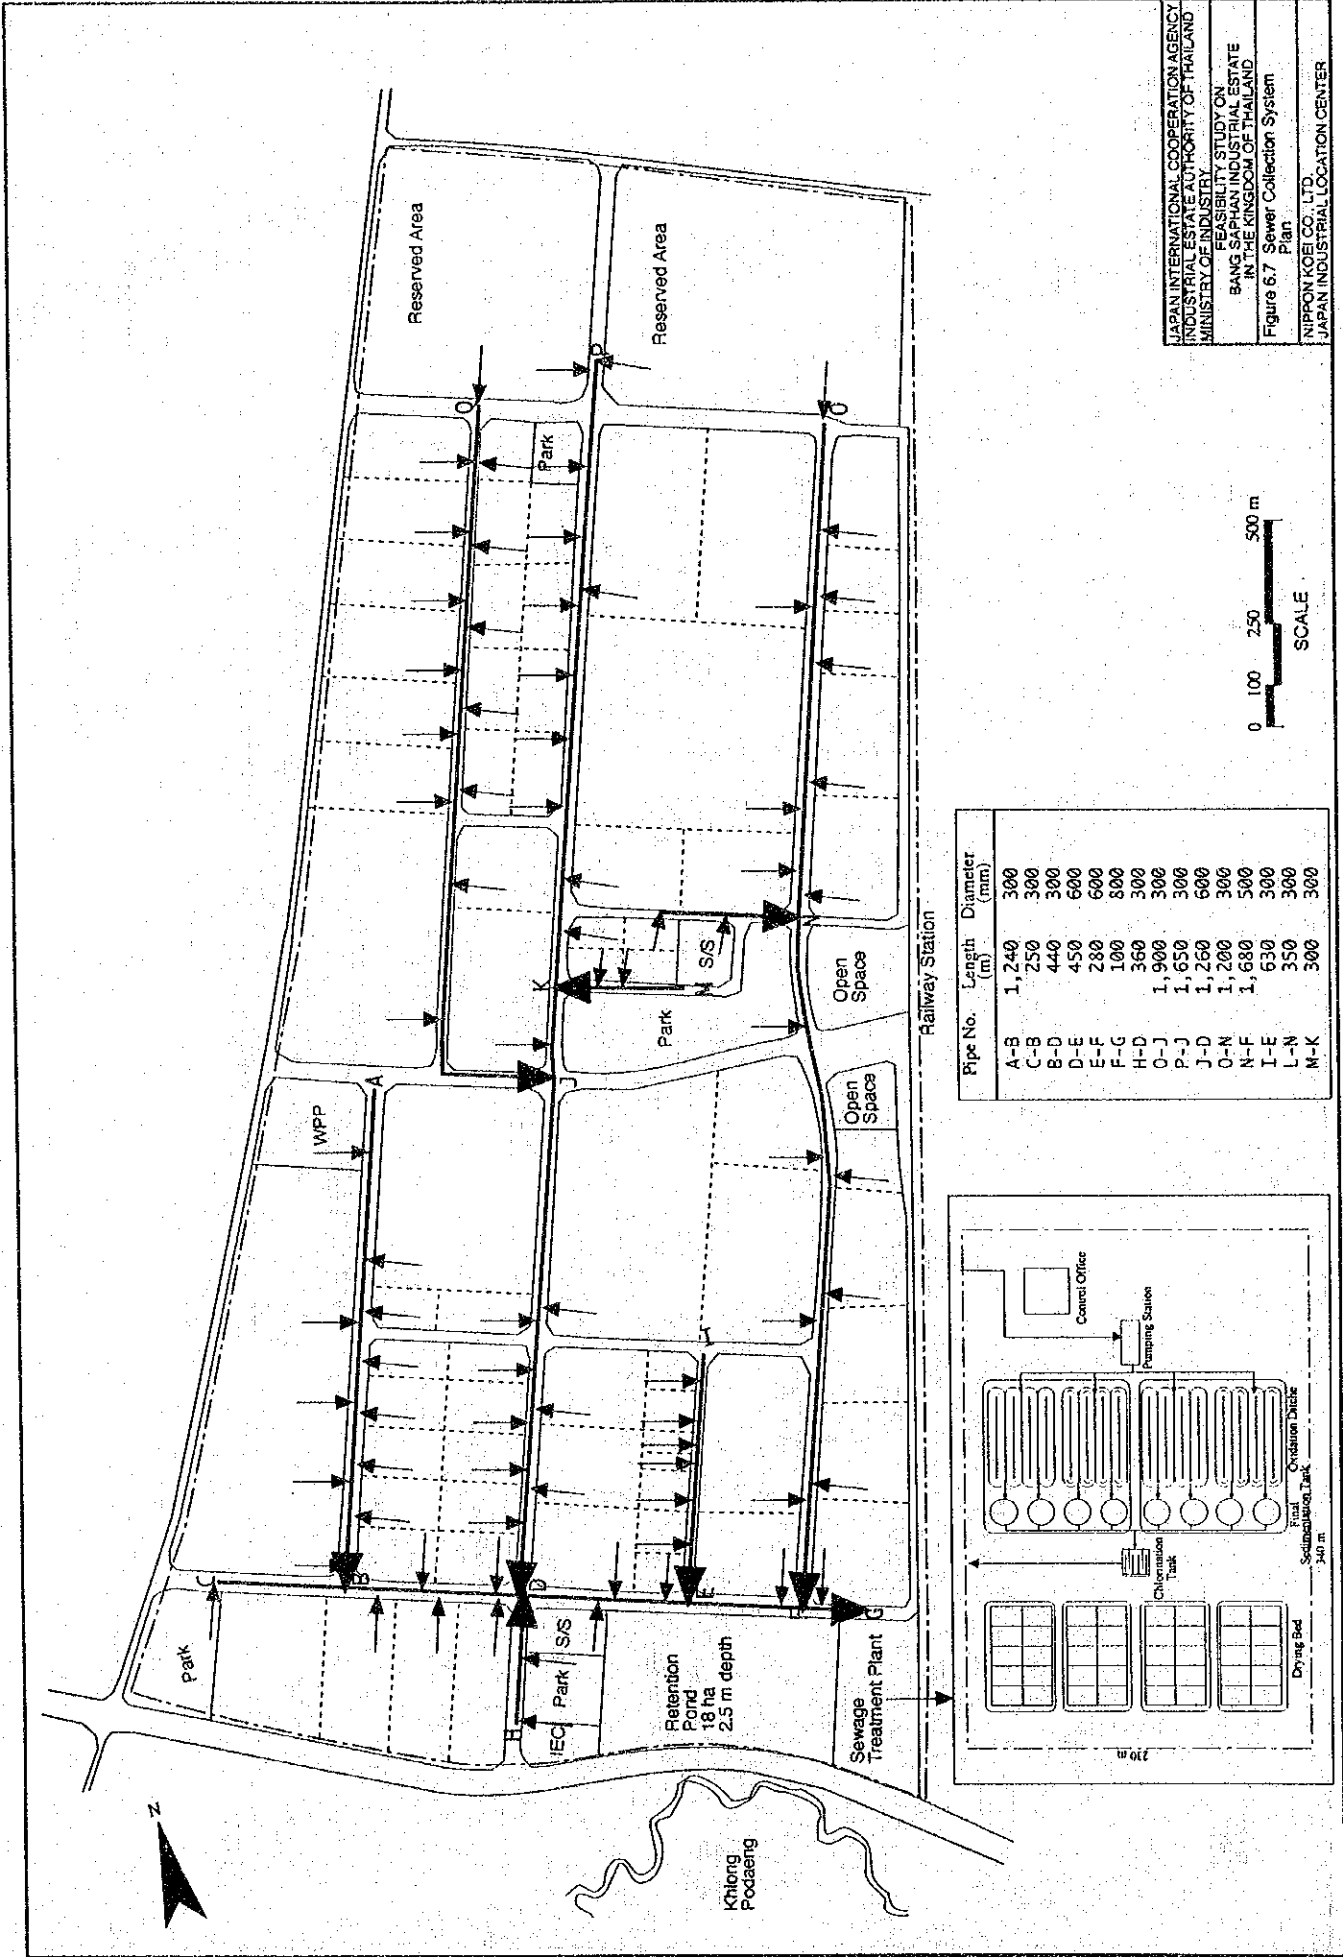 Reserved Area
Reserved Area
Q
P
O
Park
WPP
A
K
J
M
S/S
N
Park
Open
Space
Open
Space
Railway Station
I
C
B
D
E
F
G
H
Park
IEC
Park
S/S
Retention
Pond
18 ha
2.5 m depth
Sewage
Treatment Plant
Khlong
Podaeng
N
0 100 250 500 m
SCALE
Pipe No. Length (m) Diameter (mm)
A-B 1,240 300
C-B 250 300
B-D 440 300
D-E 450 600
E-F 280 600
F-G 100 800
H-D 360 300
O-J 1,900 300
P-J 1,650 300
J-D 1,260 600
O-N 1,200 300
N-F 1,680 500
I-E 630 300
L-N 350 300
M-K 300 300
Control Office
Pumping Station
Oxidation Ditche
Final
Sedimentation Tank
Chlorination
Tank
Drying Bed
340 m
230 m
JAPAN INTERNATIONAL COOPERATION AGENCY
INDUSTRIAL ESTATE AUTHORITY OF THAILAND
MINISTRY OF INDUSTRY
FEASIBILITY STUDY ON
BANG SAPHAN INDUSTRIAL ESTATE
IN THE KINGDOM OF THAILAND
Figure 6.7 Sewer Collection System
Plan
NIPPON KOEI CO., LTD.
JAPAN INDUSTRIAL LOCATION CENTER